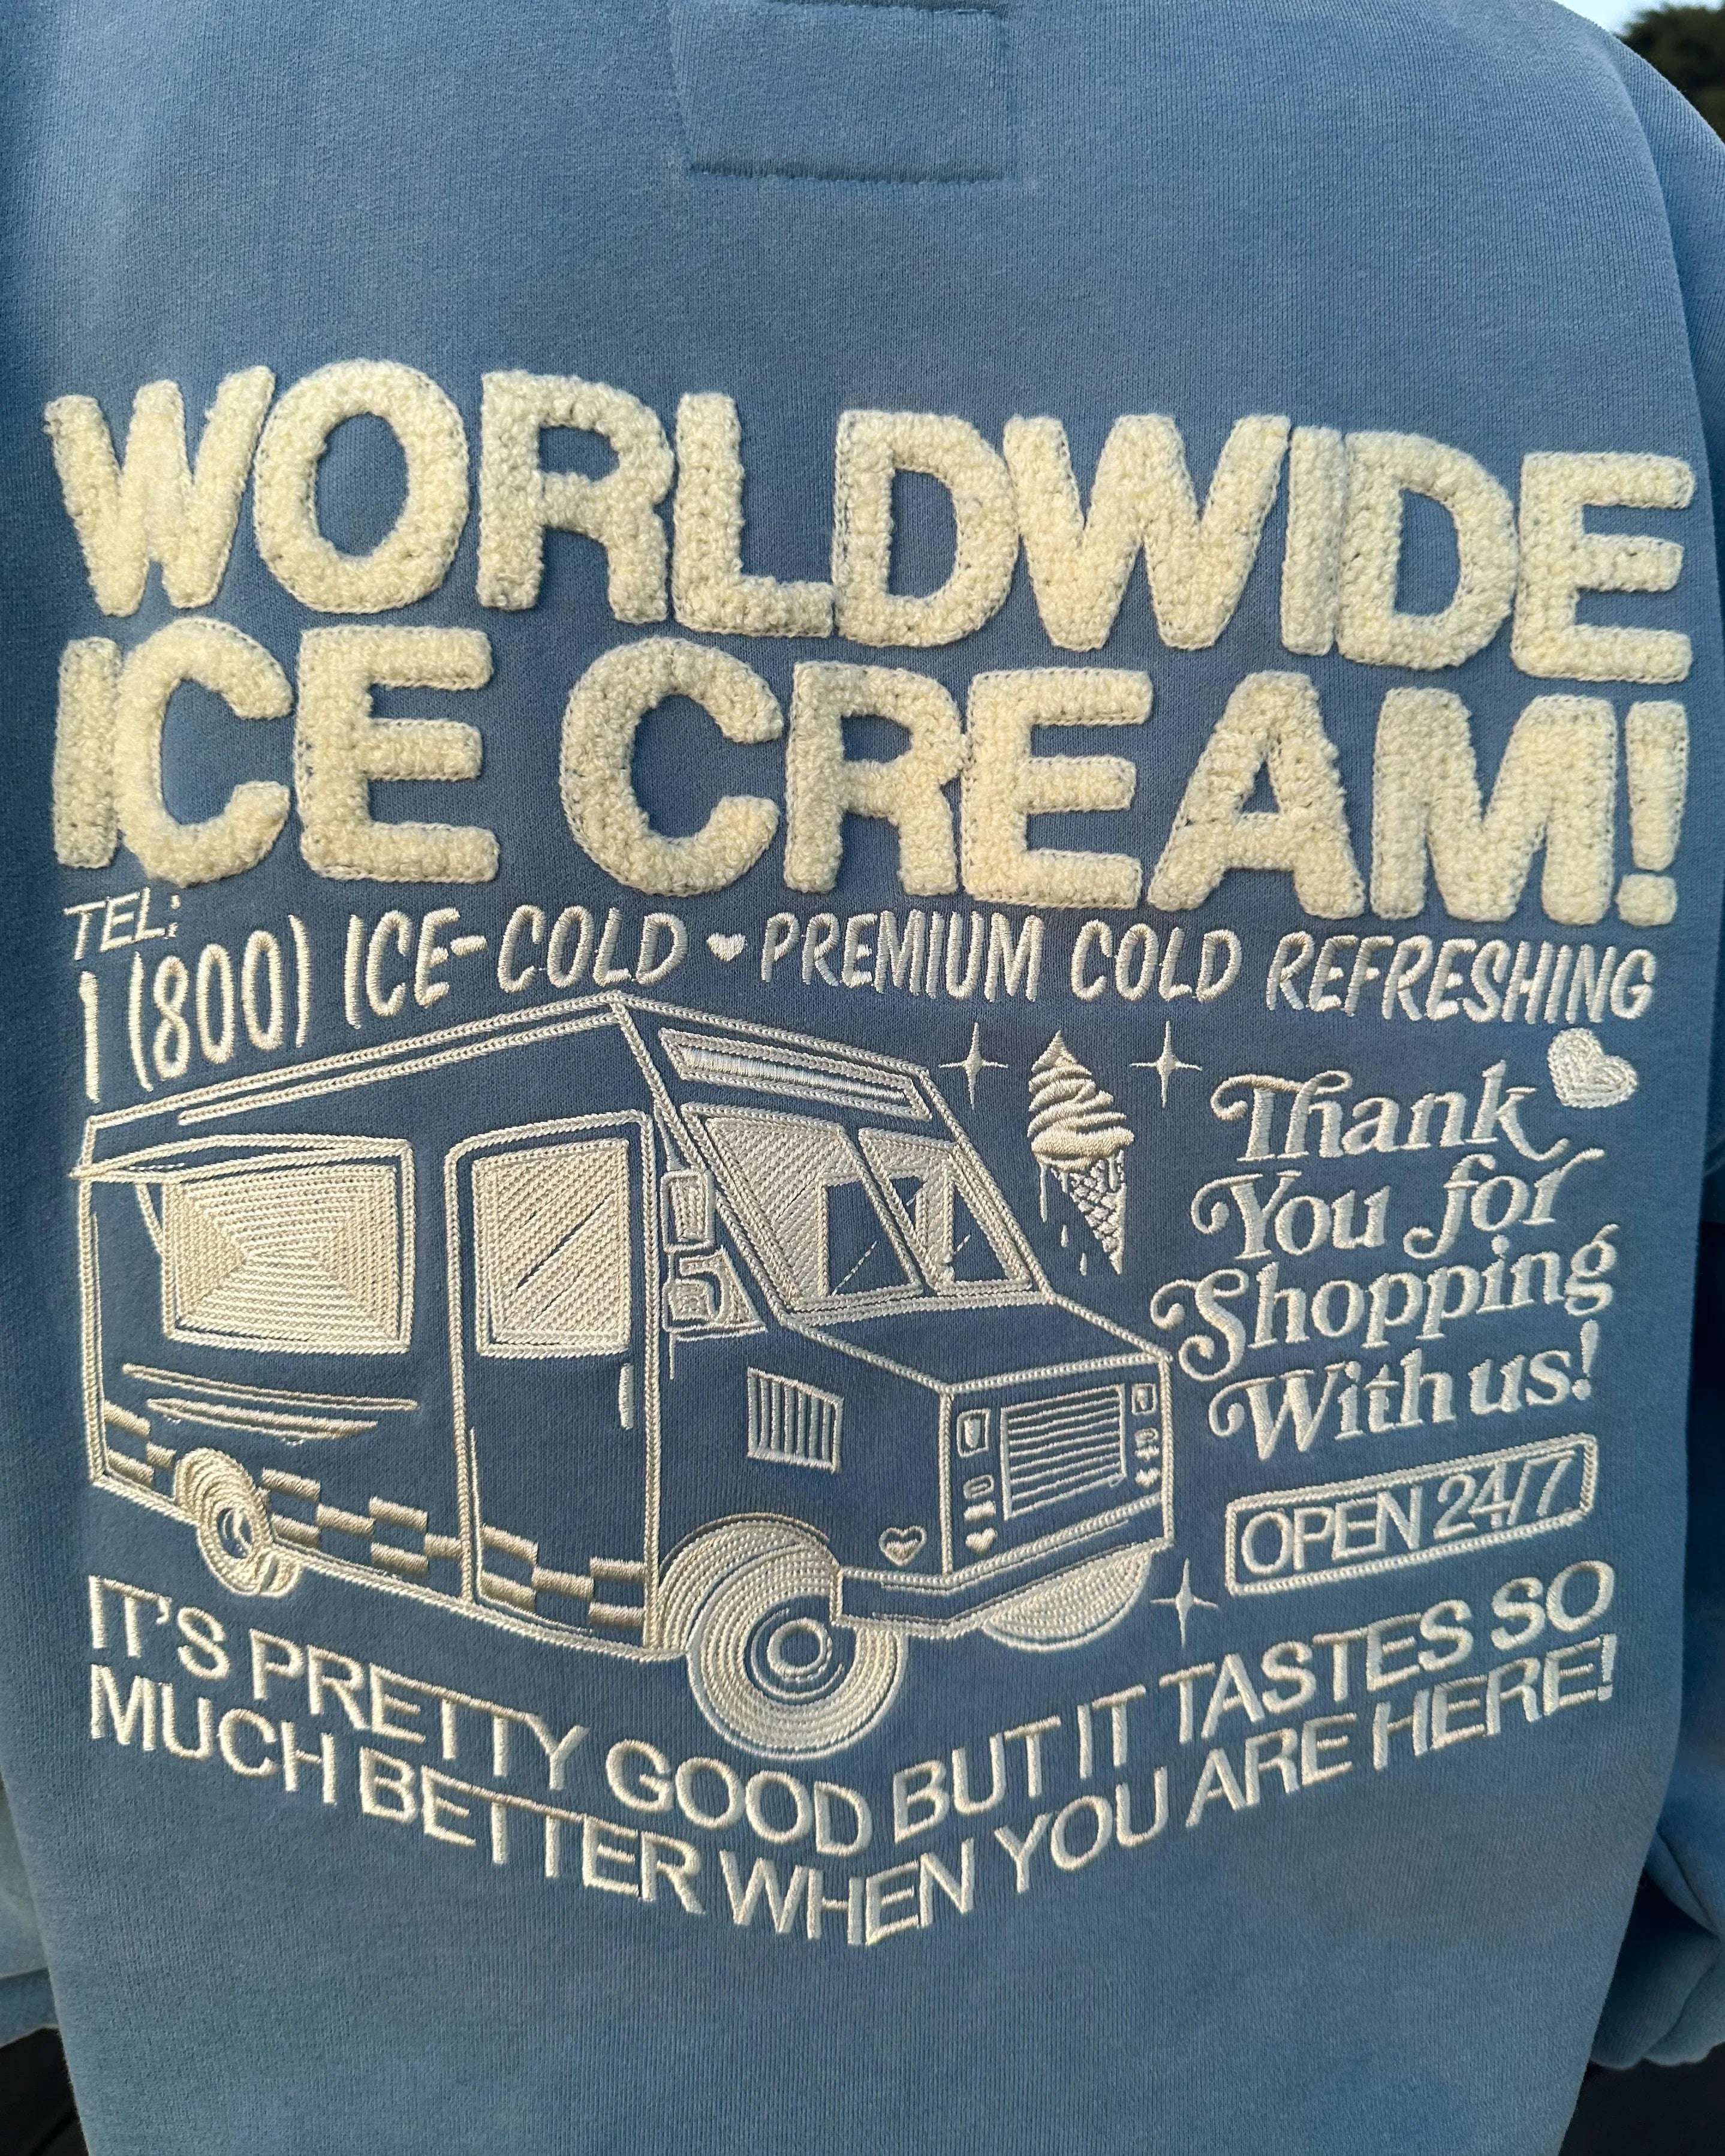 WORLDWIDE
ICE CREAM!
TEL:
1 (800) ICE-COLD ♥ PREMIUM COLD REFRESHING
Thank
You for
Shopping
With us!
OPEN 24/7
IT'S PRETTY GOOD BUT IT TASTES SO
MUCH BETTER WHEN YOU ARE HERE!